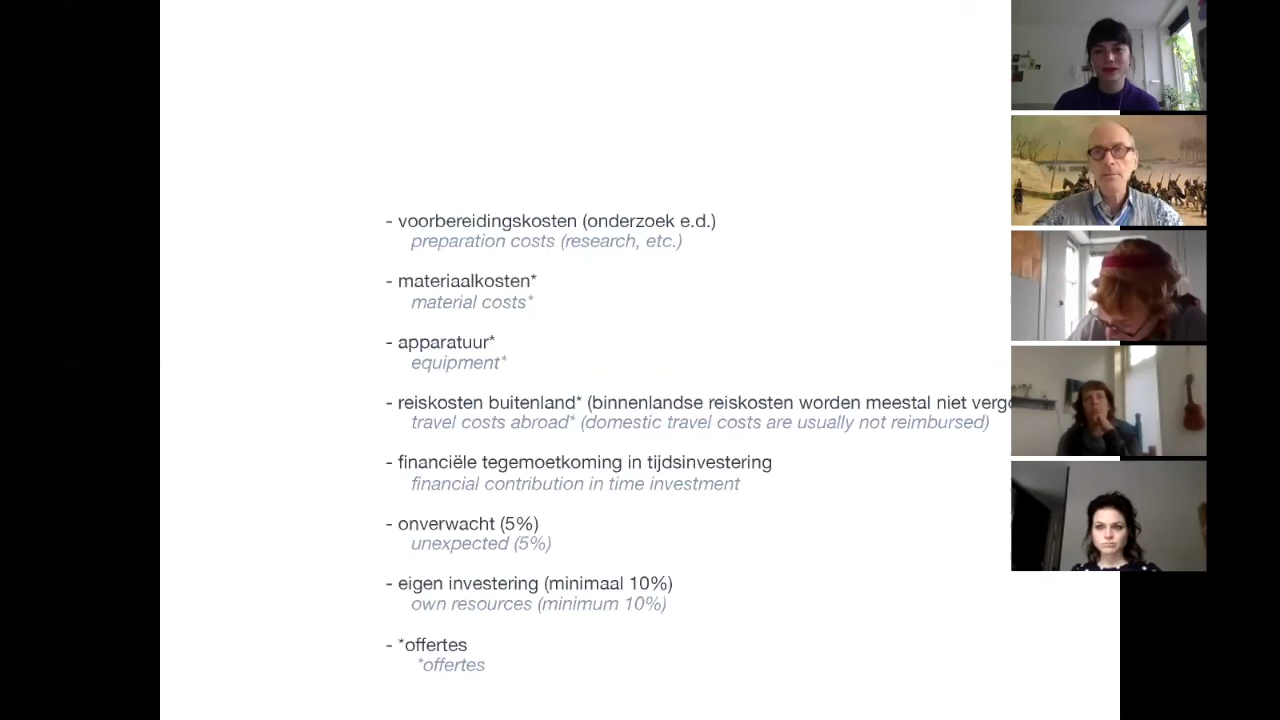 - voorbereidingskosten (onderzoek e.d.)
preparation costs (research, etc.)
- materiaalkosten*
material costs*
- apparatuur*
equipment*
- reiskosten buitenland* (binnenlandse reiskosten worden meestal niet
travel costs abroad* (domestic travel costs are usually not reimbursed)
- financiële tegemoetkoming in tijdsinvestering
financial contribution in time investment
- onverwacht (5%)
unexpected (5%)
- eigen investering (minimaal 10%)
own resources (minimum 10%)
- *offertes
*offertes